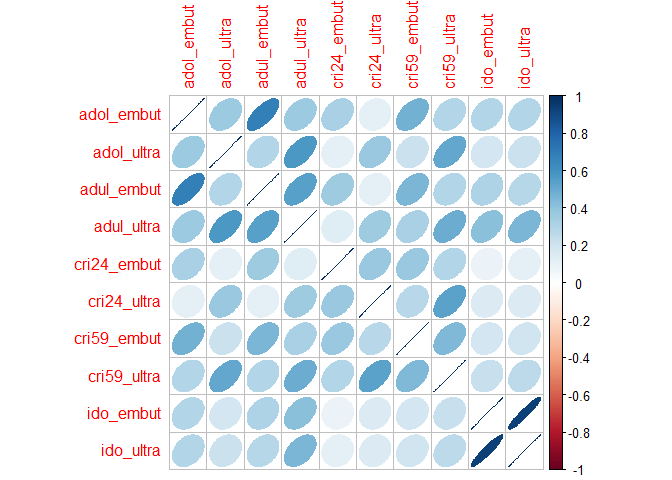 adol_embut
adol_ultra
adul_embut
adul_ultra
cri24_embut
cri24_ultra
cri59_embut
cri59_ultra
ido_embut
ido_ultra
adol_embut
adol_ultra
adul_embut
adul_ultra
cri24_embut
cri24_ultra
cri59_embut
cri59_ultra
ido_embut
ido_ultra
1
0.8
0.6
0.4
0.2
0
-0.2
-0.4
-0.6
-0.8
-1